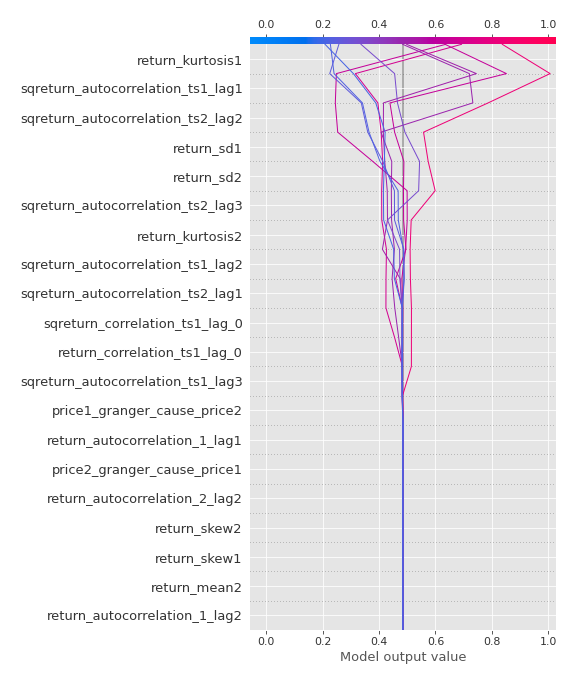 0.0 0.2 0.4 0.6 0.8 1.0
return_kurtosis1
sqreturn_autocorrelation_ts1_lag1
sqreturn_autocorrelation_ts2_lag2
return_sd1
return_sd2
sqreturn_autocorrelation_ts2_lag3
return_kurtosis2
sqreturn_autocorrelation_ts1_lag2
sqreturn_autocorrelation_ts2_lag1
sqreturn_correlation_ts1_lag_0
return_correlation_ts1_lag_0
sqreturn_autocorrelation_ts1_lag3
price1_granger_cause_price2
return_autocorrelation_1_lag1
price2_granger_cause_price1
return_autocorrelation_2_lag2
return_skew2
return_skew1
return_mean2
return_autocorrelation_1_lag2
0.0 0.2 0.4 0.6 0.8 1.0
Model output value